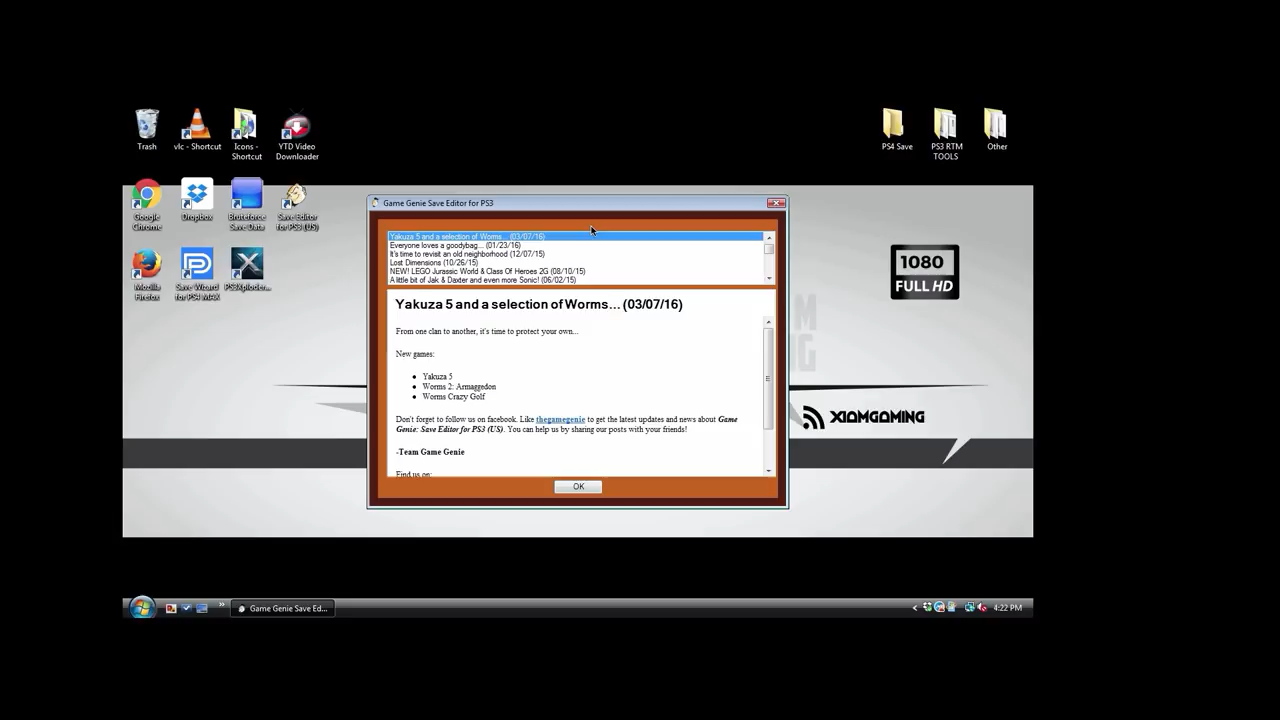 Trash
vlc - Shortcut
Icons -
Shortcut
YTD Video
Downloader
PS4 Save
PS3 RTM
TOOLS
Other
Google
Chrome
Dropbox
Bruteforce
Save Data
Save Editor
for PS3 (US)
Mozilla
Firefox
Save Wizard
for PS4 MAX
PS3Xploder...
Game Genie Save Editor for PS3
Yakuza 5 and a selection of Worms... (03/07/16)
Everyone loves a goodybag... (01/23/16)
It's time to revisit an old neighborhood (12/07/15)
Lost Dimensions (10/26/15)
NEW! LEGO Jurassic World & Class Of Heroes 2G (08/10/15)
A little bit of Jak & Daxter and even more Sonic! (06/02/15)
Yakuza 5 and a selection of Worms... (03/07/16)
From one clan to another, it's time to protect your own...
New games:
• Yakuza 5
• Worms 2: Armaggedon
• Worms Crazy Golf
Don't forget to follow us on facebook. Like thegamegenie to get the latest updates and news about Game
Genie: Save Editor for PS3 (US). You can help us by sharing our posts with your friends!
-Team Game Genie
Find us on:
OK
1080
FULL HD
XIOMGAMING
Game Genie Save Ed...
4:22 PM